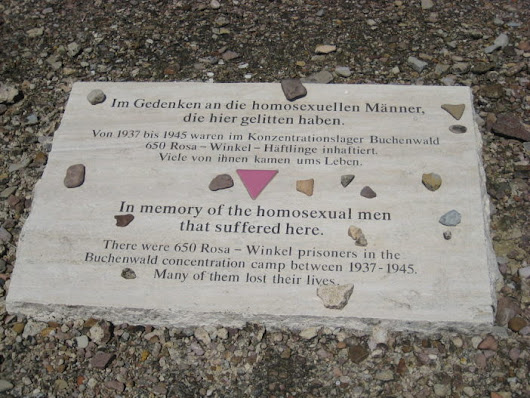 Im Gedenken an die homosexuellen Männer,
die hier gelitten haben.
Von 1937 bis 1945 waren im Konzentrationslager Buchenwald
650 Rosa – Winkel – Häftlinge inhaftiert.
Viele von ihnen kamen ums Leben.
In memory of the homosexual men
that suffered here.
There were 650 Rosa – Winkel prisoners in the
Buchenwald concentration camp between 1937 - 1945.
Many of them lost their lives.